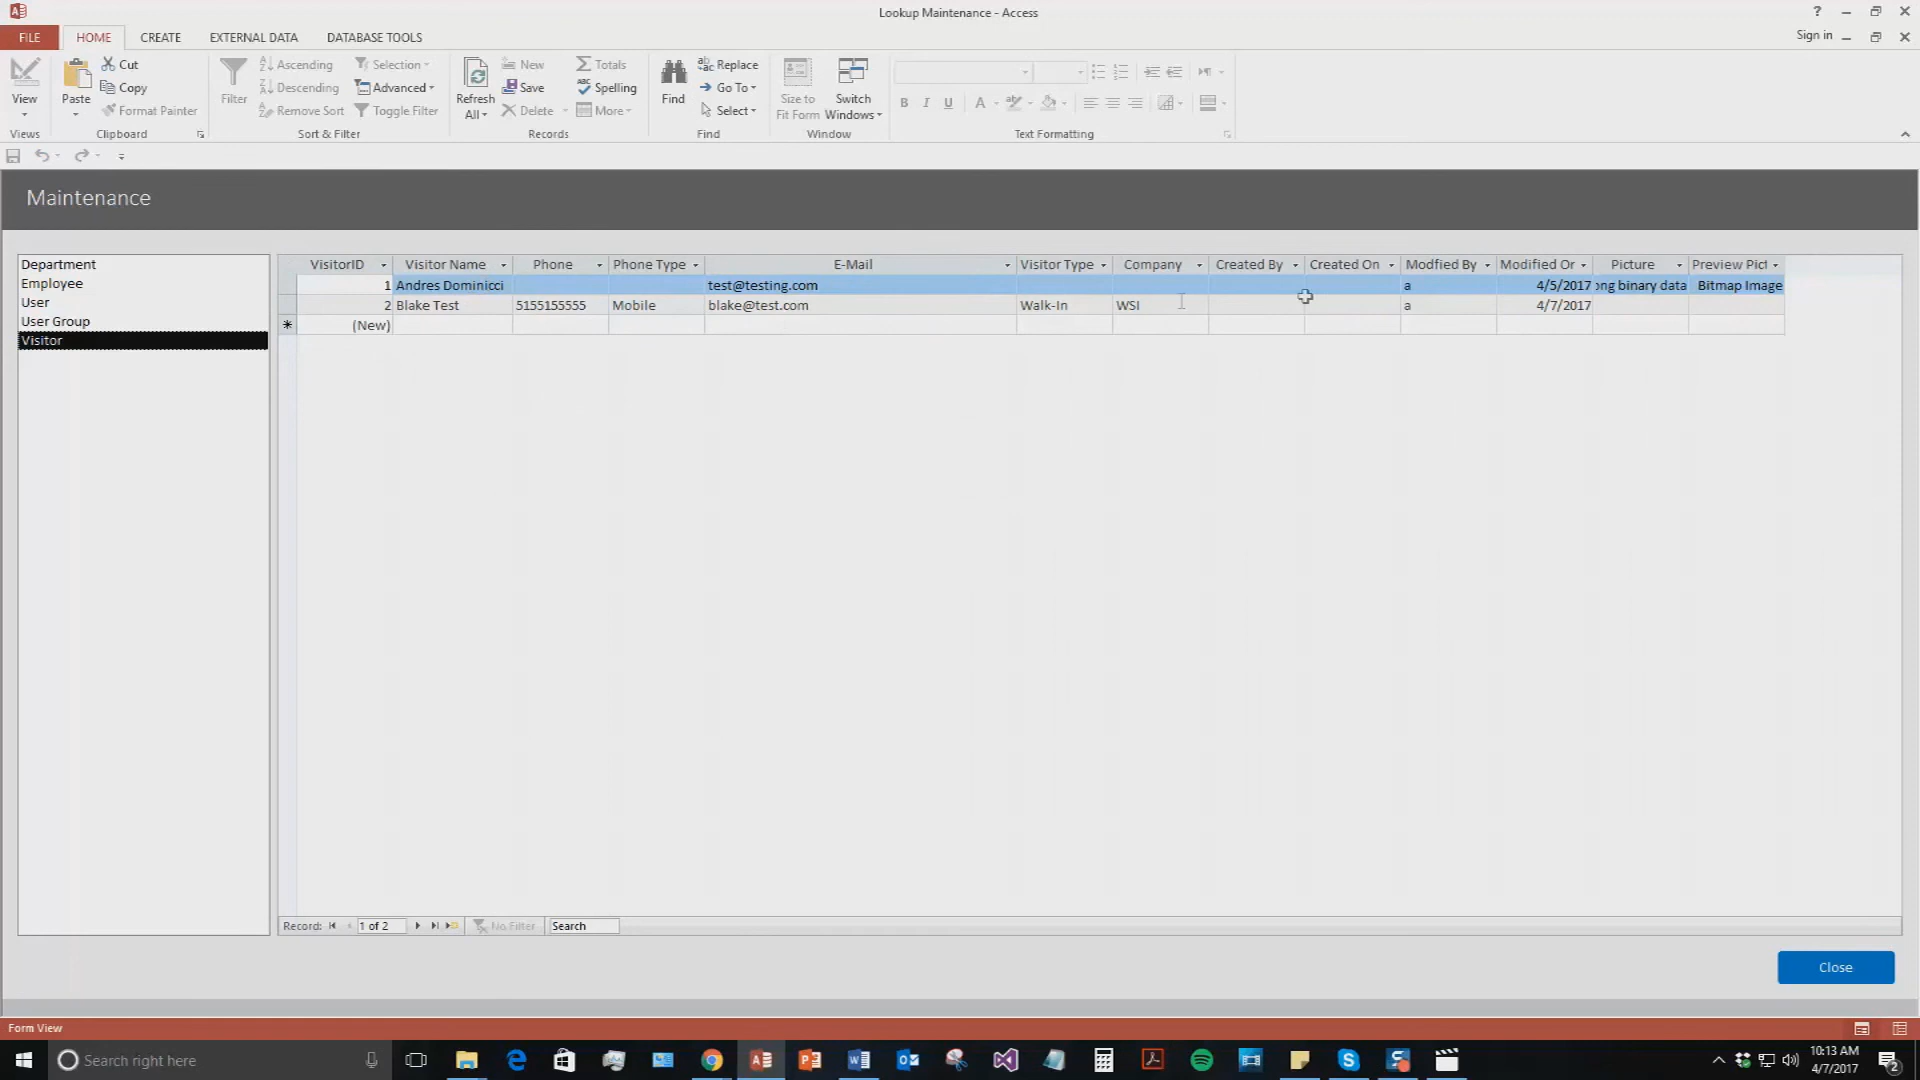 Lookup Maintenance - Access
?
FILE HOME CREATE EXTERNAL DATA DATABASE TOOLS Sign in
View
Views
Paste
Cut
Copy
Format Painter
Clipboard
Filter
Ascending
Descending
Remove Sort
Selection
Advanced
Toggle Filter
Sort & Filter
Refresh All
New
Save
Delete
Totals
Spelling
More
Records
Find
Replace
Go To
Select
Find
Size to Fit Form
Switch Windows
Window
B I U A
Text Formatting
Maintenance
Department
Employee
User
User Group
Visitor
VisitorID Visitor Name Phone Phone Type E-Mail Visitor Type Company Created By Created On Modfied By Modified Or Picture Preview Pict
1 Andres Dominicci test@testing.com a 4/5/2017 ong binary data Bitmap Image
2 Blake Test 5155155555 Mobile blake@test.com Walk-In WSI a 4/7/2017
* (New)
Record: 1 of 2 No Filter Search
Close
Form View
Search right here
10:13 AM
4/7/2017
2